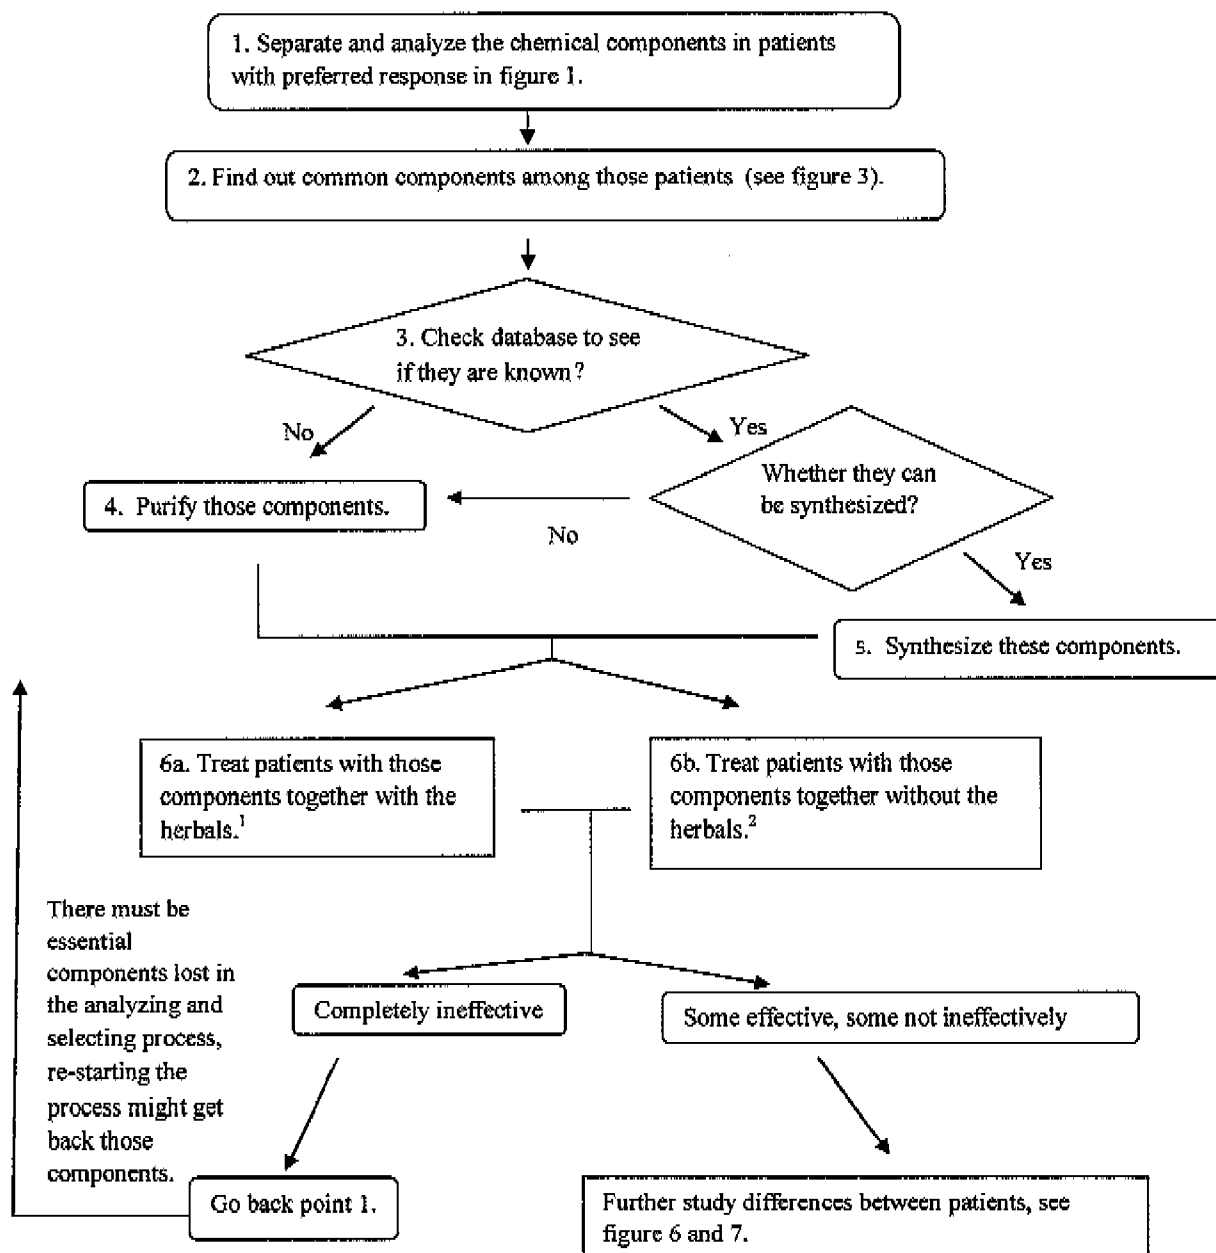 1. Separate and analyze the chemical components in patients
with preferred response in figure 1.
2. Find out common components among those patients (see figure 3).
3. Check database to see
if they are known?
No
Yes
Whether they can
be synthesized?
4. Purify those components.
No
Yes
5. Synthesize these components.
6a. Treat patients with those
components together with the
herbals.1
6b. Treat patients with those
components together without the
herbals.2
There must be
essential
components lost in
the analyzing and
selecting process,
re-starting the
process might get
back those
components.
Completely ineffective
Some effective, some not ineffectively
Go back point 1.
Further study differences between patients, see
figure 6 and 7.